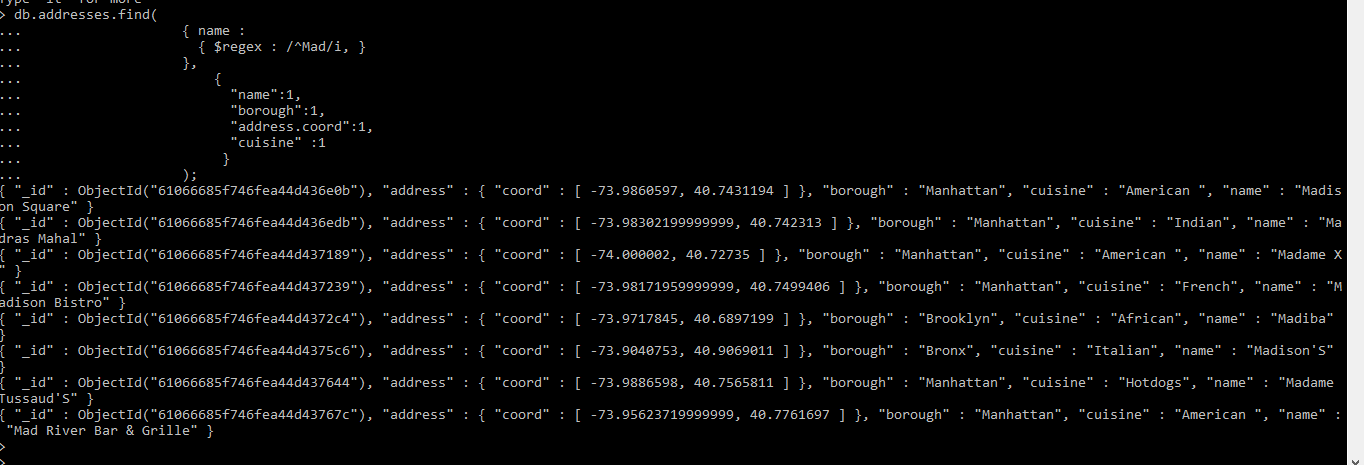 Type "it" for more
> db.addresses.find(
...                    { name :
...                      { $regex : /^Mad/i, }
...                    },
...                        {
...                          "name":1,
...                          "borough":1,
...                          "address.coord":1,
...                          "cuisine" :1
...                         }
...                    );
{ "_id" : ObjectId("61066685f746fea44d436e0b"), "address" : { "coord" : [ -73.9860597, 40.7431194 ] }, "borough" : "Manhattan", "cuisine" : "American ", "name" : "Madis
on Square" }
{ "_id" : ObjectId("61066685f746fea44d436edb"), "address" : { "coord" : [ -73.98302199999999, 40.742313 ] }, "borough" : "Manhattan", "cuisine" : "Indian", "name" : "Ma
dras Mahal" }
{ "_id" : ObjectId("61066685f746fea44d437189"), "address" : { "coord" : [ -74.000002, 40.72735 ] }, "borough" : "Manhattan", "cuisine" : "American ", "name" : "Madame X
" }
{ "_id" : ObjectId("61066685f746fea44d437239"), "address" : { "coord" : [ -73.98171959999999, 40.7499406 ] }, "borough" : "Manhattan", "cuisine" : "French", "name" : "M
adison Bistro" }
{ "_id" : ObjectId("61066685f746fea44d4372c4"), "address" : { "coord" : [ -73.9717845, 40.6897199 ] }, "borough" : "Brooklyn", "cuisine" : "African", "name" : "Madiba"
}
{ "_id" : ObjectId("61066685f746fea44d4375c6"), "address" : { "coord" : [ -73.9040753, 40.9069011 ] }, "borough" : "Bronx", "cuisine" : "Italian", "name" : "Madison'S"
}
{ "_id" : ObjectId("61066685f746fea44d437644"), "address" : { "coord" : [ -73.9886598, 40.7565811 ] }, "borough" : "Manhattan", "cuisine" : "Hotdogs", "name" : "Madame
Tussaud'S" }
{ "_id" : ObjectId("61066685f746fea44d43767c"), "address" : { "coord" : [ -73.95623719999999, 40.7761697 ] }, "borough" : "Manhattan", "cuisine" : "American ", "name" :
 "Mad River Bar & Grille" }
>
>